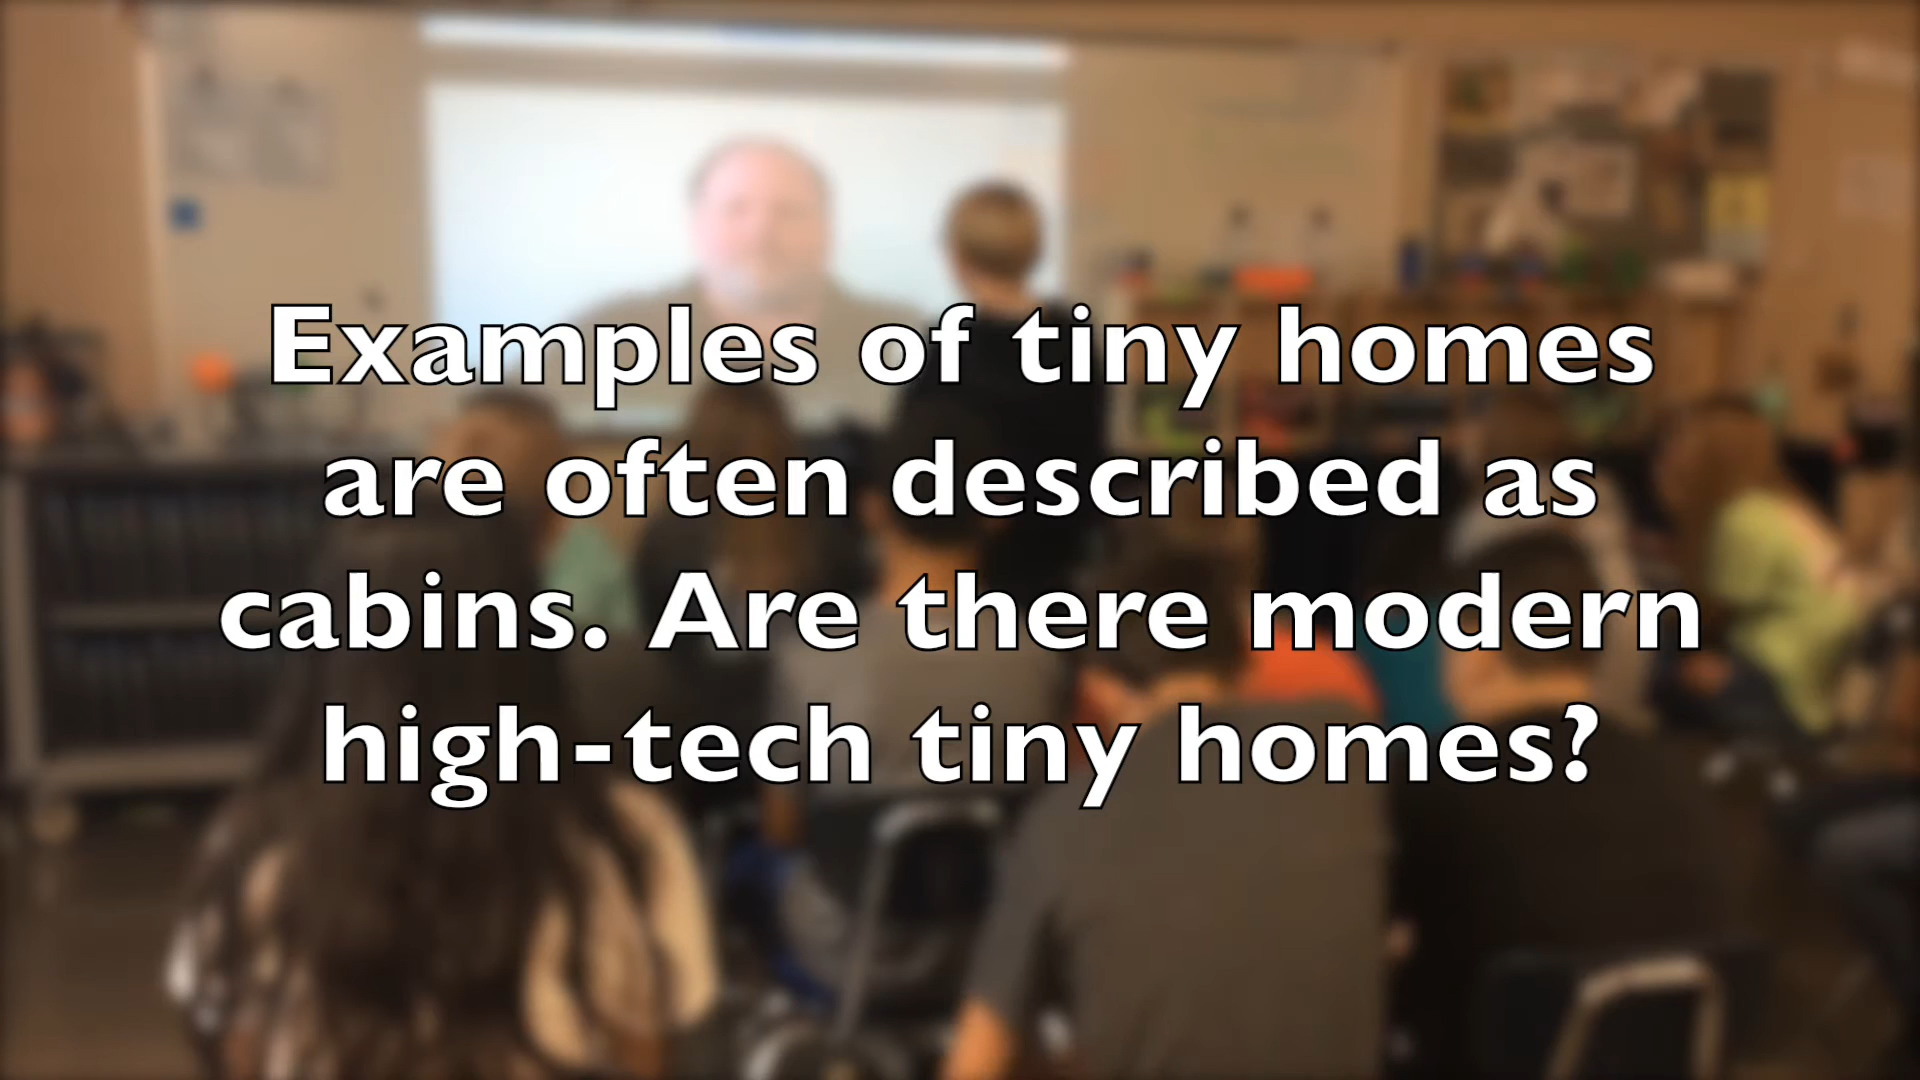 Examples of tiny homes
are often described as
cabins. Are there modern
high-tech tiny homes?